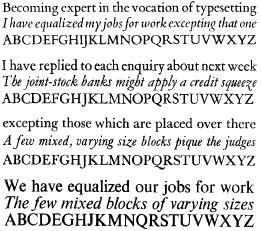 Becoming expert in the vocation of typesetting
I have equalized my jobs for work excepting that one
ABCDEFGHIJKLMNOPQRSTUVWXYZ
I have replied to each enquiry about next week
The joint-stock banks might apply a credit squeeze
ABCDEFGHIJKLMNOPQRSTUVWXYZ
excepting those which are placed over there
A few mixed, varying size blocks pique the judges
ABCDEFGHIJKLMNOPQRSTUVWXYZ
We have equalized our jobs for work
The few mixed blocks of varying sizes
ABCDEFGHJKMNQRSTUVWXYZ